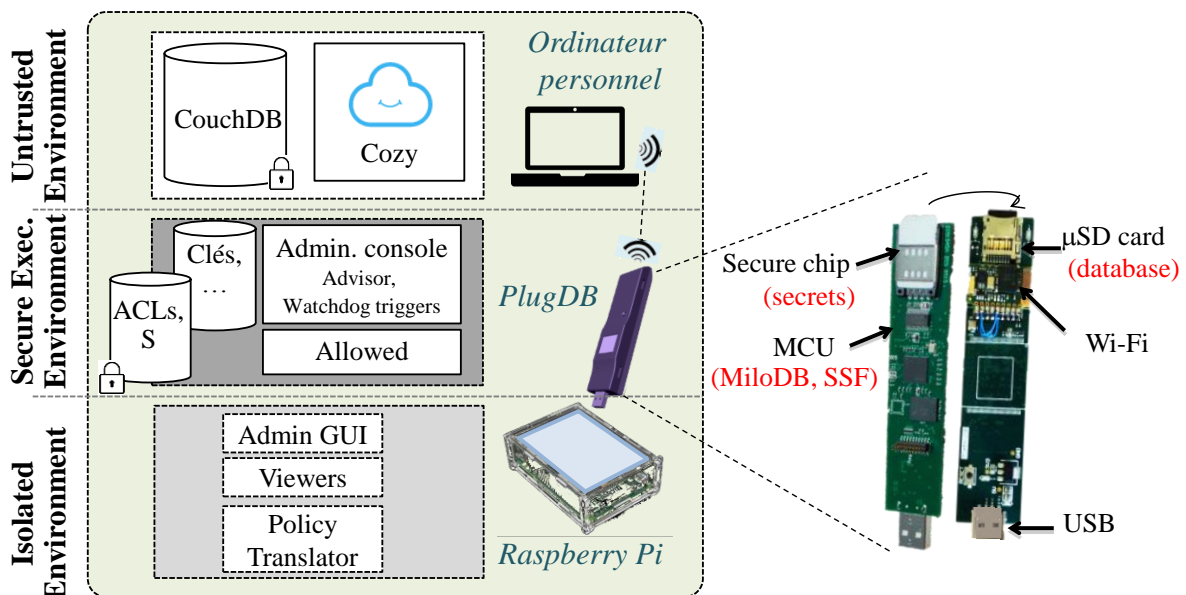 Untrusted
Environment
CouchDB
Cozy
Ordinateur
personnel
Secure Exec.
Environment
Clés,
…
ACLs,
S
Admin. console
Advisor,
Watchdog triggers
Allowed
PlugDB
Isolated
Environment
Admin GUI
Viewers
Policy
Translator
Raspberry Pi
Secure chip
(secrets)
MCU
(MiloDB, SSF)
μSD card
(database)
Wi-Fi
USB